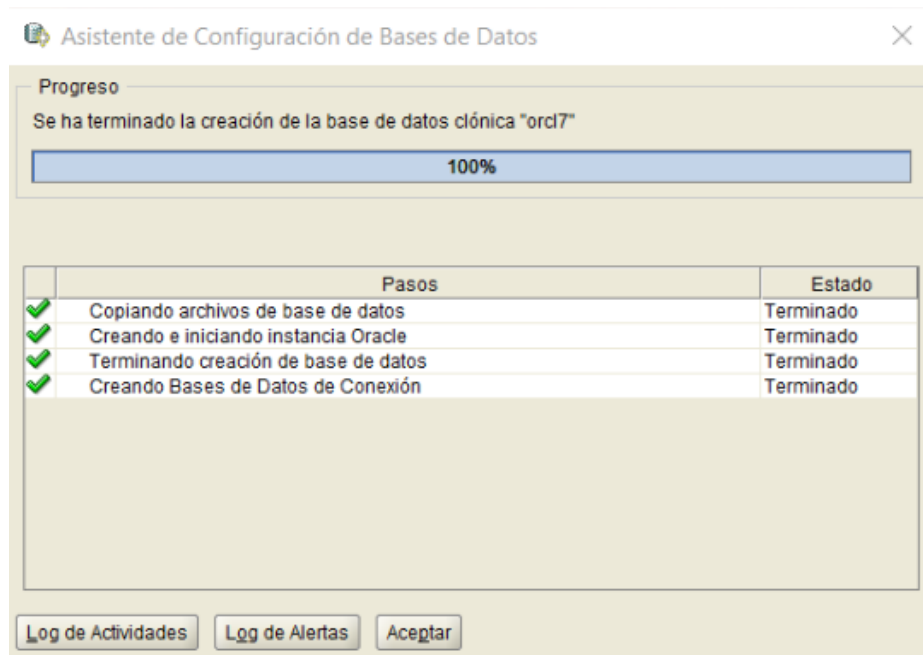 Asistente de Configuración de Bases de Datos
Progreso
Se ha terminado la creación de la base de datos clónica "orcl7"
100%
Pasos Estado
Copiando archivos de base de datos Terminado
Creando e iniciando instancia Oracle Terminado
Terminando creación de base de datos Terminado
Creando Bases de Datos de Conexión Terminado
Log de Actividades Log de Alertas Aceptar